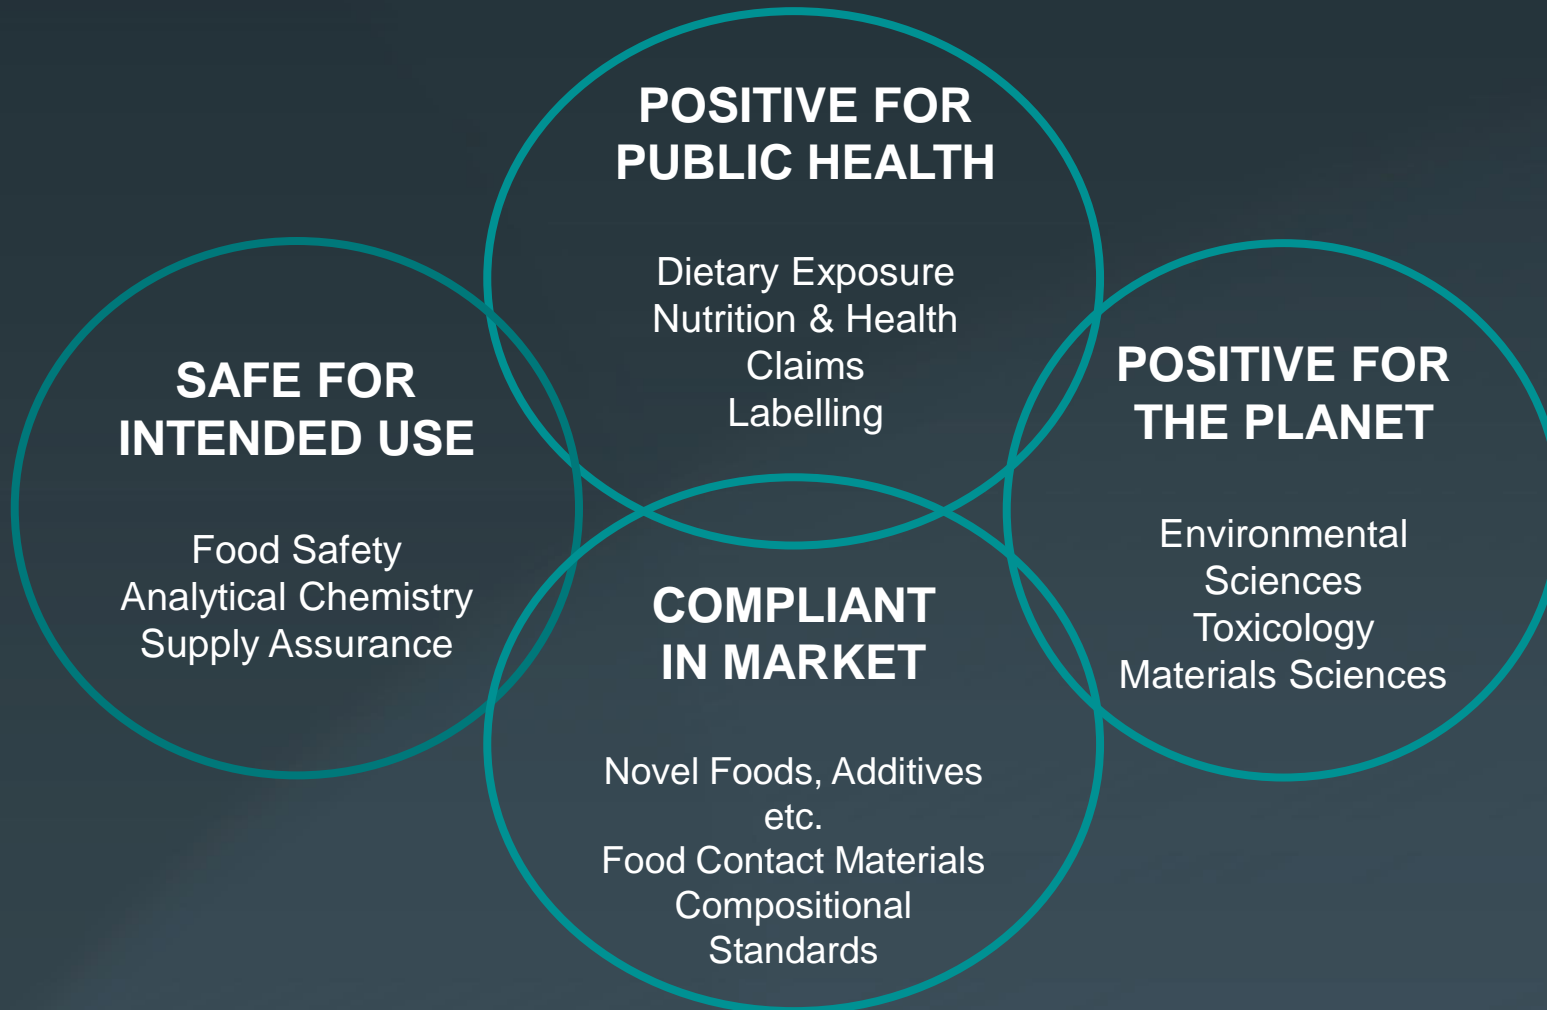 POSITIVE FOR
PUBLIC HEALTH
Dietary Exposure
Nutrition & Health
Claims
Labelling
SAFE FOR
INTENDED USE
Food Safety
Analytical Chemistry
Supply Assurance
POSITIVE FOR
THE PLANET
Environmental
Sciences
Toxicology
Materials Sciences
COMPLIANT
IN MARKET
Novel Foods, Additives
etc.
Food Contact Materials
Compositional
Standards